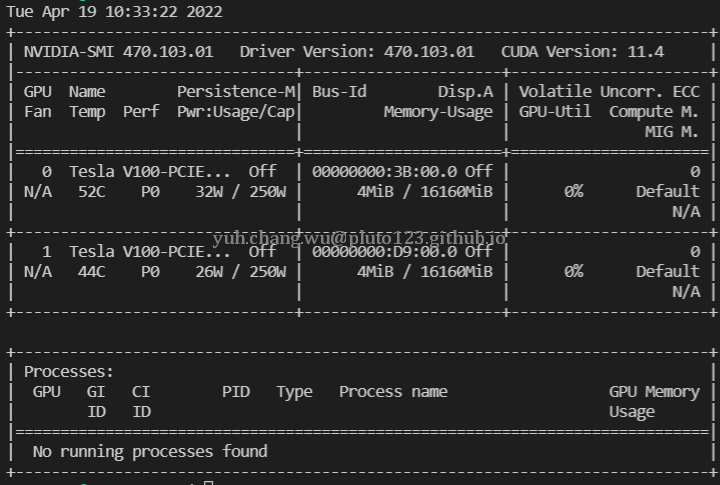 Tue Apr 19 10:33:22 2022
NVIDIA-SMI 470.103.01 Driver Version: 470.103.01 CUDA Version: 11.4
GPU Name Persistence-M| Bus-Id Disp.A | Volatile Uncorr. ECC
Fan Temp Perf Pwr:Usage/Cap| Memory-Usage | GPU-Util Compute M.
MIG M.
0 Tesla V100-PCIE... Off | 00000000:3B:00.0 Off | 0
N/A 52C P0 32W / 250W | 4MiB / 16160MiB | 0% Default
N/A
yuh.chang.wu@pluto123.github.io
1 Tesla V100-PCIE... Off | 00000000:D9:00.0 Off | 0
N/A 44C P0 26W / 250W | 4MiB / 16160MiB | 0% Default
N/A
Processes:
GPU GI CI PID Type Process name GPU Memory
ID ID Usage
No running processes found